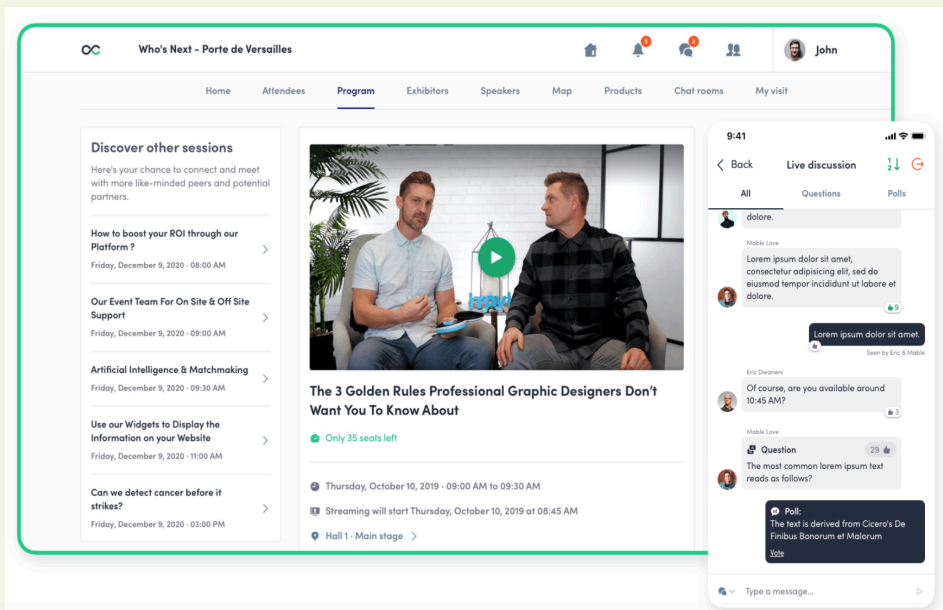 Who's Next - Porte de Versailles
5
2
John
Home
Attendees
Program
Exhibitors
Speakers
Map
Products
Chat rooms
My visit
Discover other sessions
Here's your chance to connect and meet
with more like-minded peers and potential
partners.
How to boost your ROI through our
Platform ?
Friday, December 9, 2020 - 08:00 AM
Our Event Team For On Site & Off Site
Support
Friday, December 9, 2020 - 09:00 AM
Artificial Intelligence & Matchmaking
Friday, December 9, 2020 - 09:30 AM
Use our Widgets to Display the
Information on your Website
Friday, December 9, 2020 - 11:00 AM
Can we detect cancer before it
strikes?
Friday, December 9, 2020 - 03:00 PM
The 3 Golden Rules Professional Graphic Designers Don't
Want You To Know About
Only 35 seats left
Thursday, October 10, 2019 · 09:00 AM to 09:30 AM
Streaming will start Thursday, October 10, 2019 at 08:45 AM
Hall 1 · Main stage
9:41
Back
Live discussion
1
2
All
Questions
Polls
dolore.
Mable Love
Lorem ipsum dolor sit amet,
consectetur adipisicing elit, sed do
eiusmod tempor incididunt ut labore et
dolore.
9
Lorem ipsum dolor sit amet.
Seen by Eric & Mable
Eric Dwaners
Of course, are you available around
10:45 AM?
3
Mable Love
Question
29
The most common lorem ipsum text
reads as follows?
Poll:
The text is derived from Cicero's De
Finibus Bonorum et Malorum
Vote
Type a message...